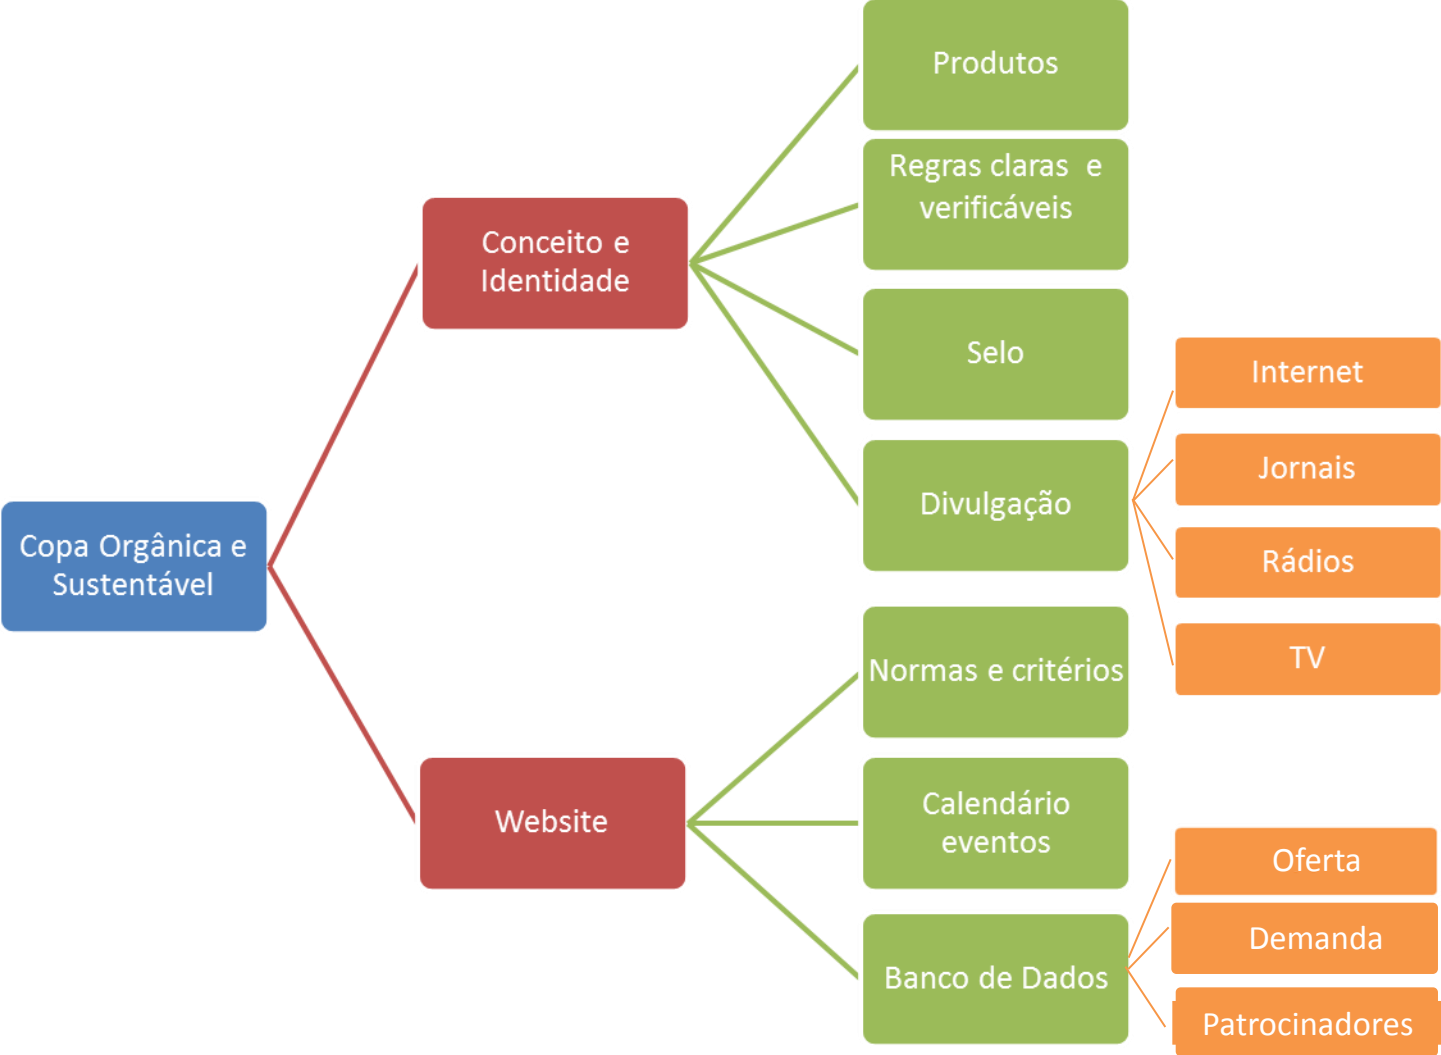 Copa Orgânica e
Sustentável
Conceito e
Identidade
Produtos
Regras claras e
verificáveis
Selo
Divulgação
Internet
Jornais
Rádios
TV
Website
Normas e critérios
Calendário
eventos
Banco de Dados
Oferta
Demanda
Patrocinadores